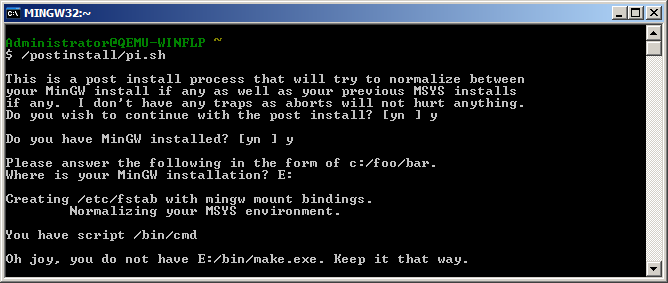 MINGW32:~
Administrator@QEMU-WINFLP ~
$ /postinstall/pi.sh
This is a post install process that will try to normalize between
your MinGW install if any as well as your previous MSYS installs
if any.  I don't have any traps as aborts will not hurt anything.
Do you wish to continue with the post install? [yn ] y
Do you have MinGW installed? [yn ] y
Please answer the following in the form of c:/foo/bar.
Where is your MinGW installation? E:
Creating /etc/fstab with mingw mount bindings.
        Normalizing your MSYS environment.
You have script /bin/cmd
Oh joy, you do not have E:/bin/make.exe. Keep it that way.